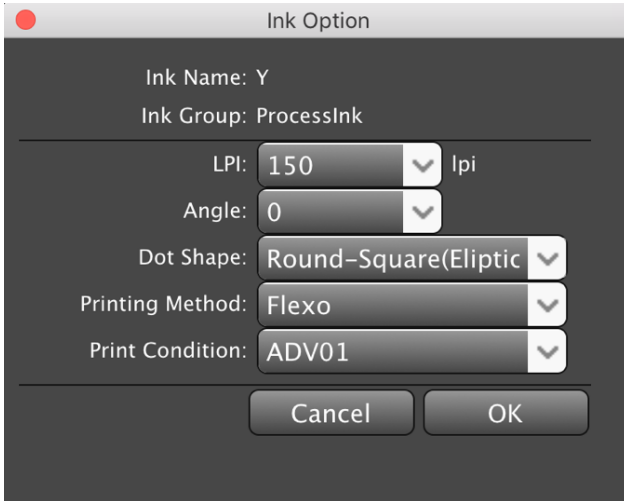 Ink Option
Ink Name: Y
Ink Group: ProcessInk
LPI: 150 lpi
Angle: 0
Dot Shape: Round-Square(Eliptic
Printing Method: Flexo
Print Condition: ADV01
Cancel OK